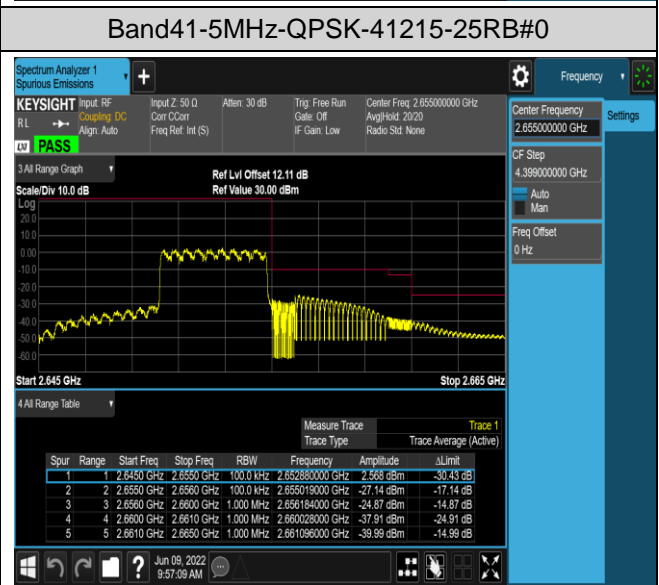 Band41-5MHz-QPSK-41215-25RB#0
Spectrum Analyzer 1
Spurious Emissions
Frequency
KEYSIGHT Input: RF
Coupling: DC
Align: Auto
RL
LXI PASS
Input Z: 50 Ω
Corr CCorr
Freq Ref: Int (S)
Atten: 30 dB
Trig: Free Run
Gate: Off
IF Gain: Low
Center Freq: 2.655000000 GHz
Avg|Hold: 20/20
Radio Std: None
Center Frequency
2.655000000 GHz
Settings
CF Step
4.399000000 GHz
Auto
Man
Freq Offset
0 Hz
3 All Range Graph
Scale/Div 10.0 dB
Ref Lvl Offset 12.11 dB
Ref Value 30.00 dBm
Log
20.0
10.0
0.00
-10.0
-20.0
-30.0
-40.0
-50.0
-60.0
Start 2.645 GHz Stop 2.665 GHz
4 All Range Table
Measure Trace Trace 1
Trace Type Trace Average (Active)
Spur Range Start Freq Stop Freq RBW Frequency Amplitude ΔLimit
1 1 2.6450 GHz 2.6550 GHz 100.0 kHz 2.652880000 GHz 2.568 dBm -30.43 dB
2 2 2.6550 GHz 2.6560 GHz 100.0 kHz 2.655019000 GHz -27.14 dBm -17.14 dB
3 3 2.6560 GHz 2.6600 GHz 1.000 MHz 2.656184000 GHz -24.87 dBm -14.87 dB
4 4 2.6600 GHz 2.6610 GHz 1.000 MHz 2.660028000 GHz -37.91 dBm -24.91 dB
5 5 2.6610 GHz 2.6650 GHz 1.000 MHz 2.661096000 GHz -39.99 dBm -14.99 dB
Jun 09, 2022
9:57:09 AM